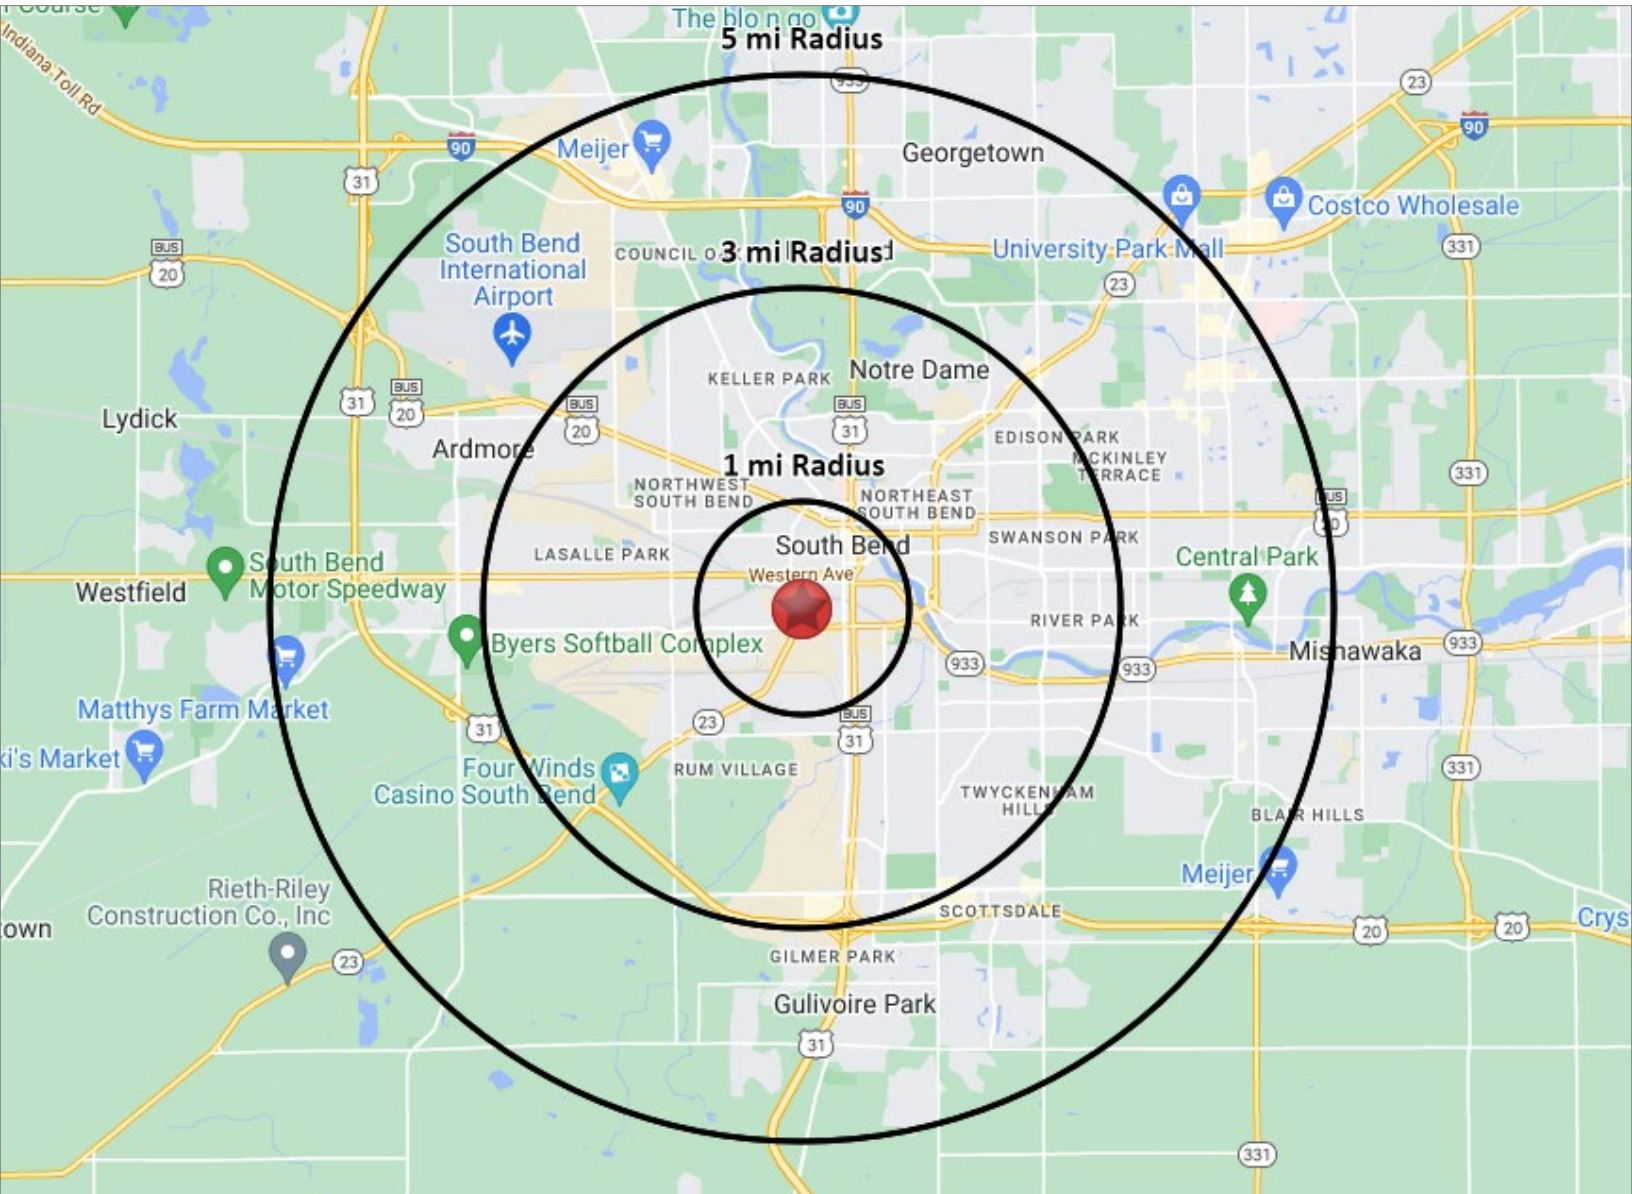 Course
The blo n go
5 mi Radius
933
Indiana Toll Rd
23
90
90
31
Meijer
Georgetown
90
Costco Wholesale
University Park Mall
331
BUS
20
South Bend
International
Airport
COUNCIL O
3 mi Radius
23
KELLER PARK
Notre Dame
31
BUS
20
BUS
20
BUS
31
Lydick
Ardmore
EDISON PARK
MCKINLEY
TERRACE
1 mi Radius
331
NORTHWEST
SOUTH BEND
NORTHEAST
SOUTH BEND
BUS
20
SWANSON PARK
South Bend
LASALLE PARK
Central Park
South Bend
Motor Speedway
Western Ave
Westfield
RIVER PARK
Byers Softball Complex
933
Mishawaka
933
933
Matthys Farm Market
23
BUS
31
31
ki's Market
Four Winds
Casino South Bend
RUM VILLAGE
331
TWYCKENHAM
HILLS
BLAIR HILLS
Meijer
Rieth-Riley
Construction Co., Inc
SCOTTSDALE
town
20
20
Crys
23
GILMER PARK
Gulivoire Park
31
331